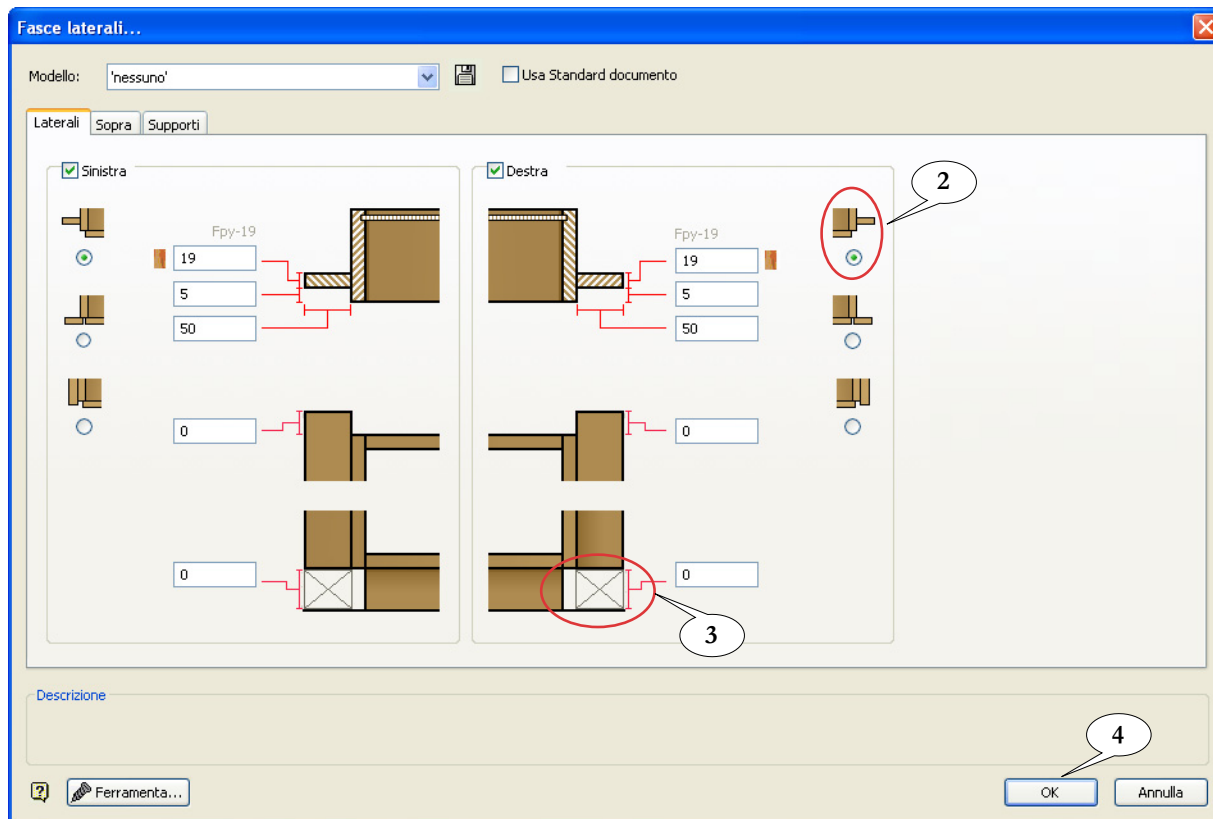 Fasce laterali...
Modello: 'nessuno' Usa Standard documento
Laterali Sopra Supporti
Sinistra
Fpy-19
19
5
50
0
0
Destra
Fpy-19
19
5
50
0
0
2
3
Descrizione
4
Ferramenta... OK Annulla